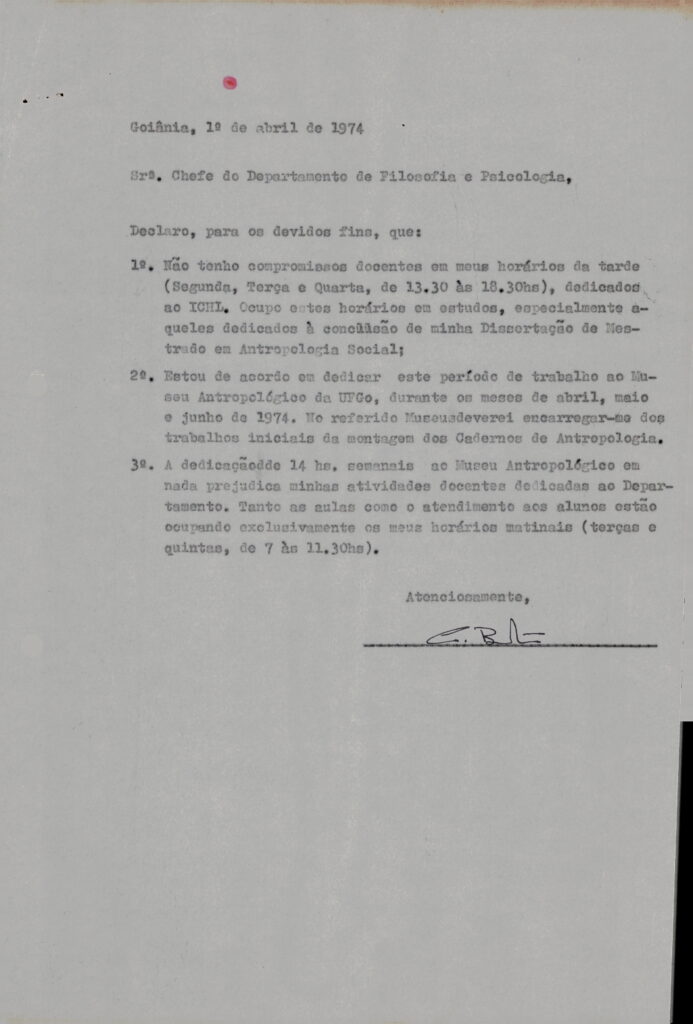 Goiânia, 1º de abril de 1974
Srª. Chefe do Departamento de Filosofia e Psicologia,
Declaro, para os devidos fins, que:
1º. Não tenho compromissos docentes em meus horários da tarde
(Segunda, Terça e Quarta, de 13.30 às 18.30hs), dedicados
ao ICHL. Ocupo estes horários em estudos, especialmente a-
queles dedicados à conclusão de minha Dissertação de Mes-
trado em Antropologia Social;
2º. Estou de acordo em dedicar este período de trabalho ao Mu-
seu Antropológico da UFGo, durante os meses de abril, maio
e junho de 1974. No referido Museusdeverei encarregar-me dos
trabalhos iniciais da montagem dos Cadernos de Antropologia.
3º. A dedicaçãodde 14 hs. semanais ao Museu Antropológico em
nada prejudica minhas atividades docentes dedicadas ao Depar-
tamento. Tanto as aulas como o atendimento aos alunos estão
ocupando exclusivamente os meus horários matinais (terças e
quintas, de 7 às 11.30hs).
Atenciosamente,